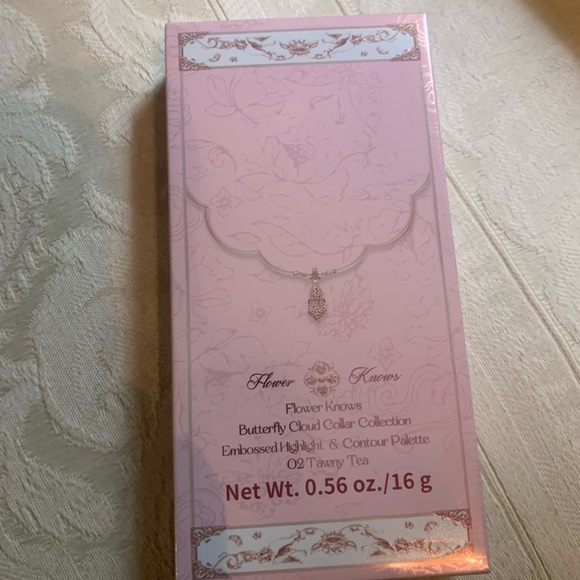 Flower Knows
Flower Knows
Butterfly Cloud Collar Collection
Embossed Highlight & Contour Palette
02 Tawny Tea
Net Wt. 0.56 oz./16 g